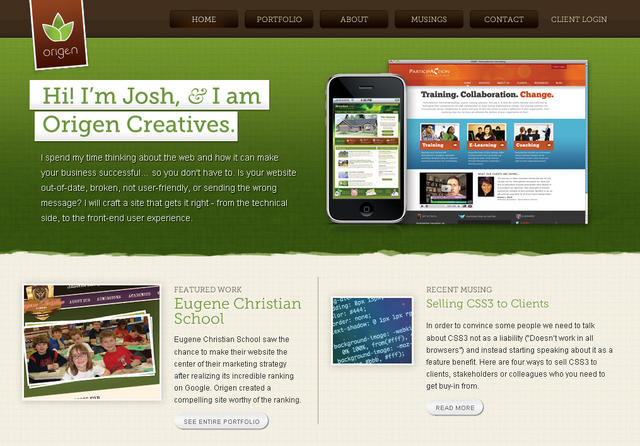 HOME PORTFOLIO ABOUT MUSINGS CONTACT CLIENT LOGIN
origen
Hi! I'm Josh, & I am
Origen Creatives.
I spend my time thinking about the web and how it can make
your business successful... so you don't have to. Is your website
out-of-date, broken, not user-friendly, or sending the wrong
message? I will craft a site that gets it right - from the technical
side, to the front-end user experience.
PARTICIPACTION
Training. Collaboration. Change.
Training E-Learning Coaching
FEATURED WORK
Eugene Christian
School
Eugene Christian School saw the
chance to make their website the
center of their marketing strategy
after realizing its incredible ranking
on Google. Origen created a
compelling site worthy of the ranking.
SEE ENTIRE PORTFOLIO
RECENT MUSING
Selling CSS3 to Clients
In order to convince some people we need to talk
about CSS3 not as a liability ("Doesn't work in all
browsers") and instead starting speaking about it as a
feature benefit. Here are four ways to sell CSS3 to
clients, stakeholders or colleagues who you need to
get buy-in from.
READ MORE